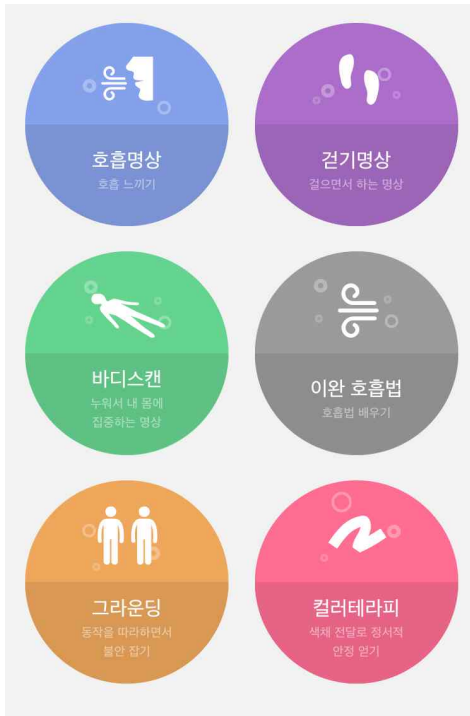 호흡명상
호흡 느끼기
걷기명상
걸으면서 하는 명상
바디스캔
누워서 내 몸에
집중하는 명상
이완 호흡법
호흡법 배우기
그라운딩
동작을 따라하면서
불안 잡기
컬러테라피
색채 전달로 정서적
안정 얻기